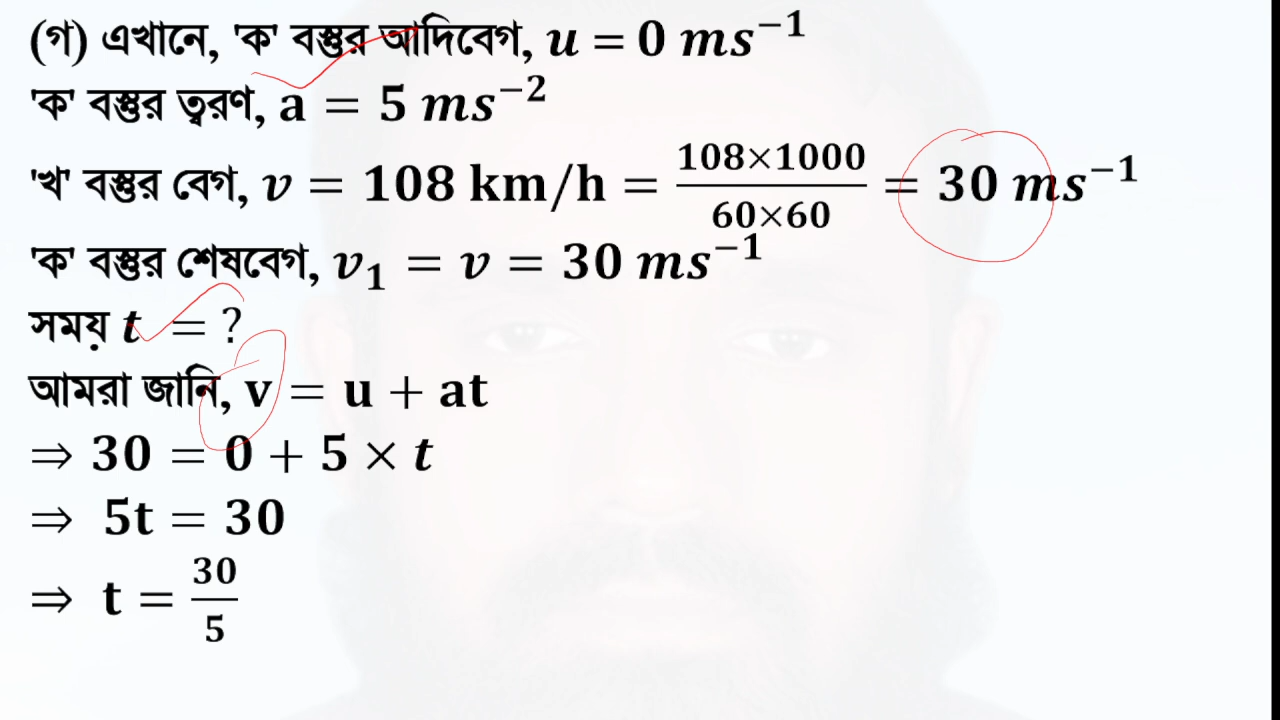 (গ) এখানে, 'ক' বস্তুর আদিবেগ, u = 0 ms⁻¹
'ক' বস্তুর ত্বরণ, a = 5 ms⁻²
'খ' বস্তুর বেগ, v = 108 km/h = (108×1000)/(60×60) = 30 ms⁻¹
'ক' বস্তুর শেষবেগ, v₁ = v = 30 ms⁻¹
সময় t = ?
আমরা জানি, v = u + at
⇒ 30 = 0 + 5 × t
⇒ 5t = 30
⇒ t = 30/5